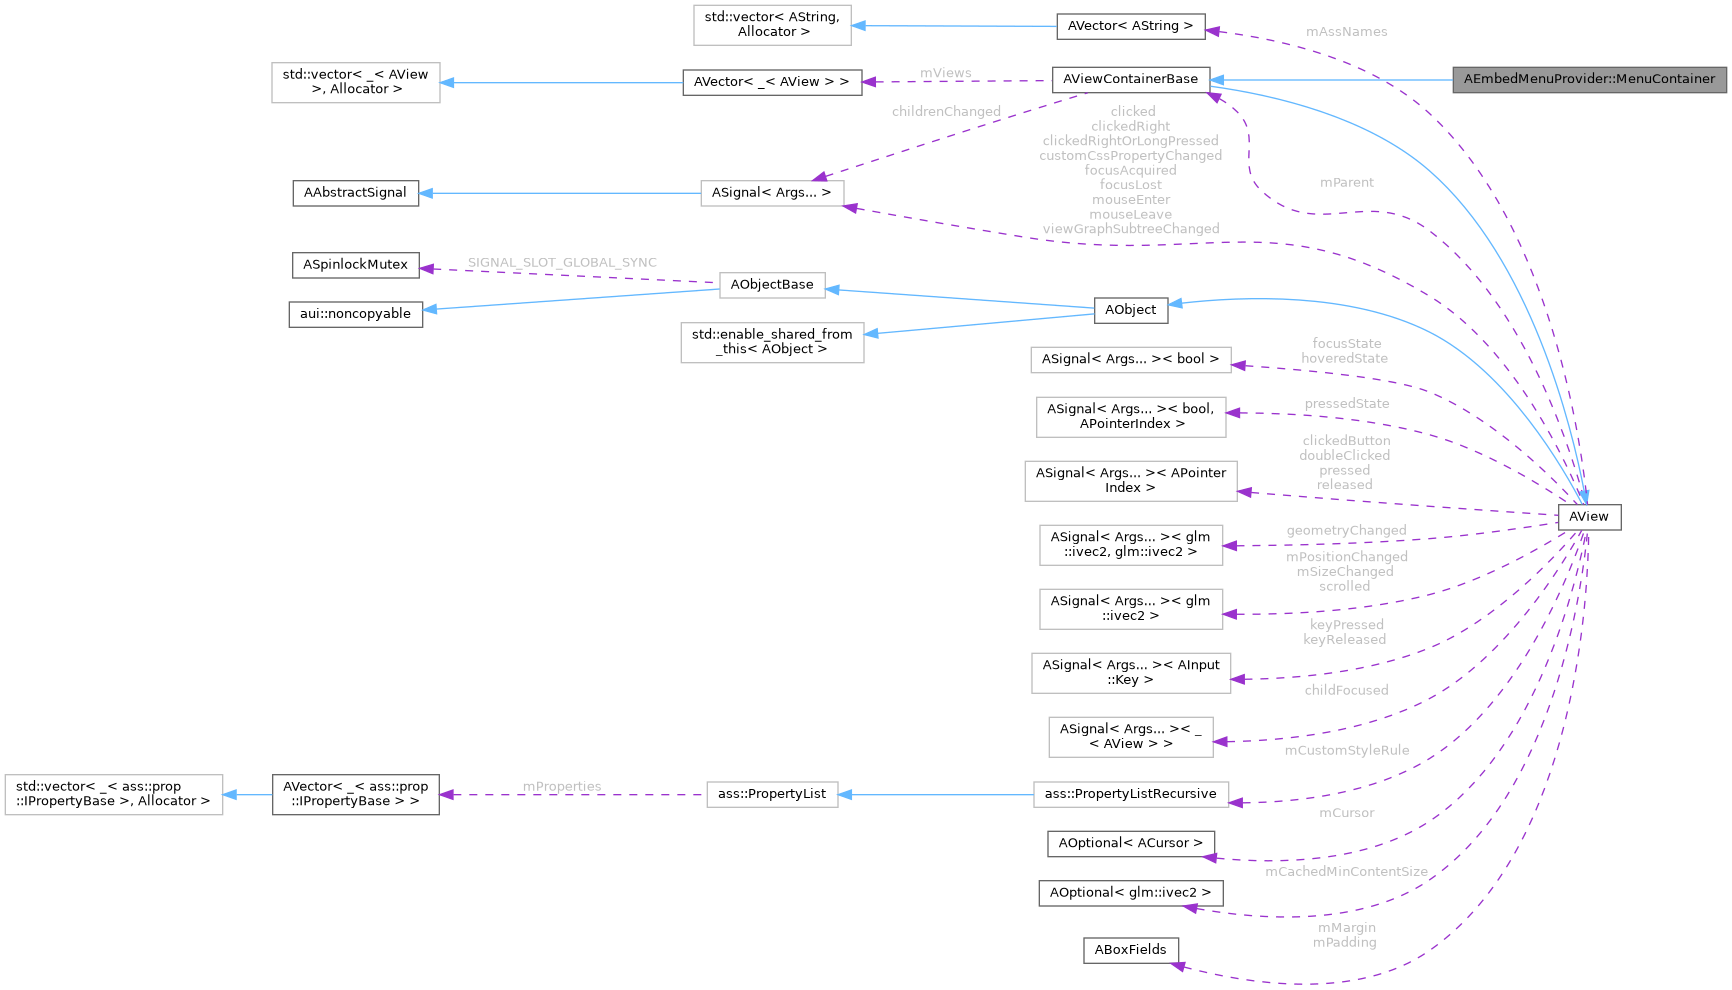 std::vector< AString,
Allocator >
AVector< AString >
mAssNames
std::vector< _< AView
>, Allocator >
AVector< _< AView > >
mViews
AViewContainerBase
AEmbedMenuProvider::MenuContainer
childrenChanged
clicked
clickedRight
clickedRightOrLongPressed
customCssPropertyChanged
focusAcquired
focusLost
mouseEnter
mouseLeave
viewGraphSubtreeChanged
mParent
AAbstractSignal
ASignal< Args... >
ASpinlockMutex
SIGNAL_SLOT_GLOBAL_SYNC
AObjectBase
aui::noncopyable
AObject
std::enable_shared_from
_this< AObject >
ASignal< Args... >< bool >
focusState
hoveredState
ASignal< Args... >< bool,
APointerIndex >
pressedState
ASignal< Args... >< APointer
Index >
clickedButton
doubleClicked
pressed
released
AView
ASignal< Args... >< glm
::ivec2, glm::ivec2 >
geometryChanged
mPositionChanged
mSizeChanged
scrolled
ASignal< Args... >< glm
::ivec2 >
keyPressed
keyReleased
ASignal< Args... >< AInput
::Key >
childFocused
ASignal< Args... >< _
< AView > >
mCustomStyleRule
std::vector< _< ass::prop
::IPropertyBase >, Allocator >
AVector< _< ass::prop
::IPropertyBase > >
mProperties
ass::PropertyList
ass::PropertyListRecursive
mCursor
AOptional< ACursor >
mCachedMinContentSize
AOptional< glm::ivec2 >
mMargin
mPadding
ABoxFields